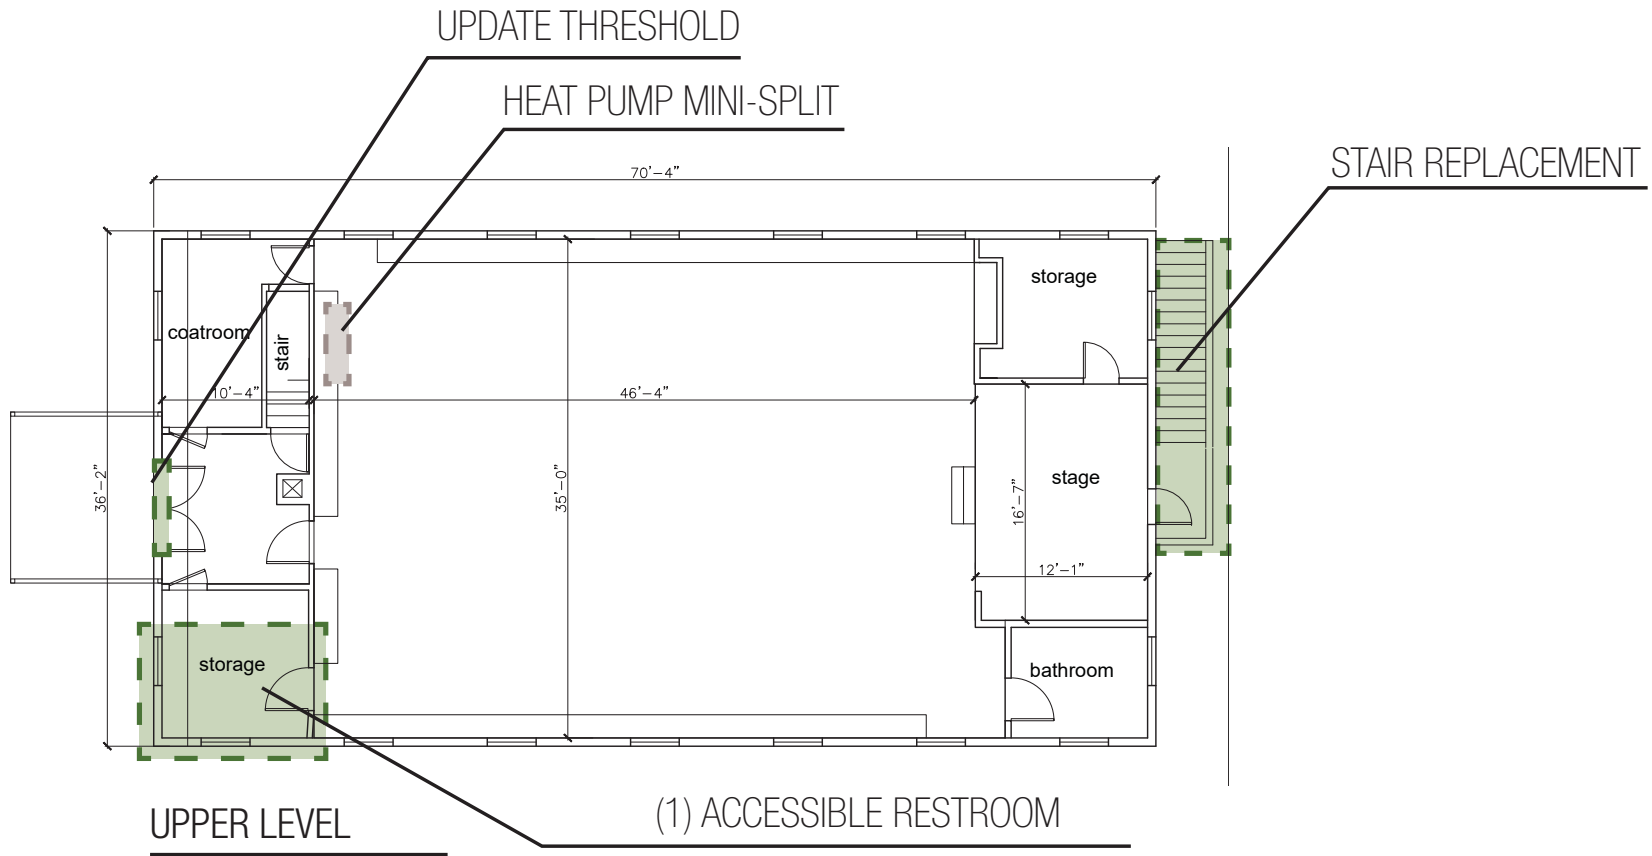 UPDATE THRESHOLD
HEAT PUMP MINI-SPLIT
STAIR REPLACEMENT
70'-4"
storage
coatroom
stair
10'-4"
46'-4"
36'-2"
35'-0"
16'-7"
stage
12'-1"
storage
bathroom
(1) ACCESSIBLE RESTROOM
UPPER LEVEL